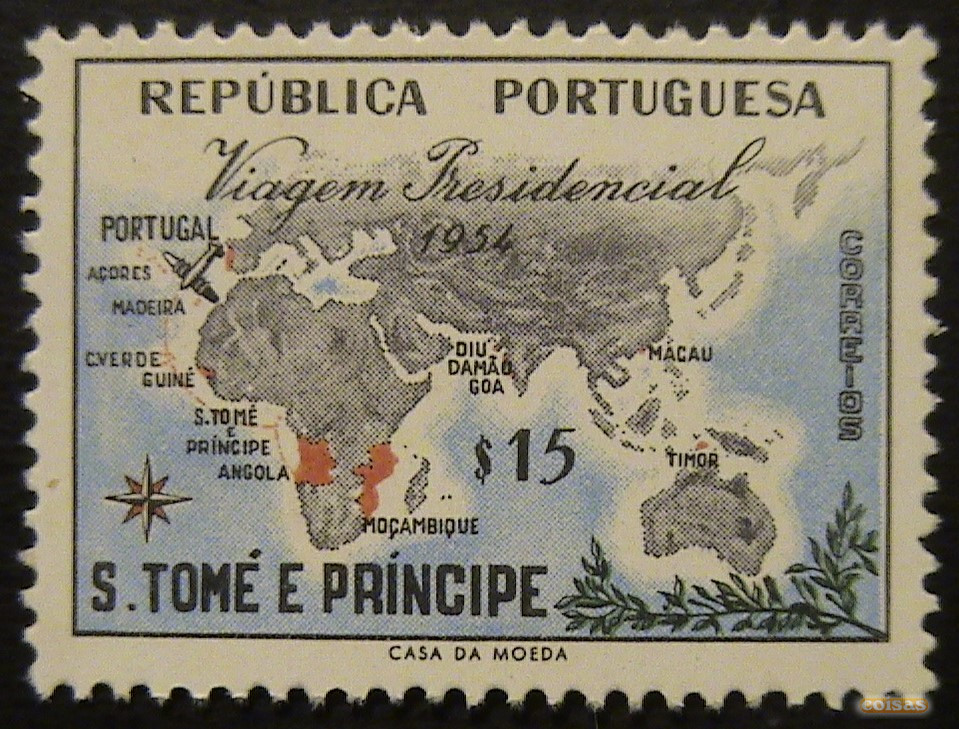 REPÚBLICA PORTUGUESA
Viagem Presidencial
1954
PORTUGAL
AÇORES
MADEIRA
C.VERDE
GUINÉ
S.TOMÉ
E
PRÍNCIPE
ANGOLA
MOÇAMBIQUE
DIU
DAMÃO
GOA
MACAU
TIMOR
CORREIOS
$15
S.TOMÉ E PRÍNCIPE
CASA DA MOEDA
coisas